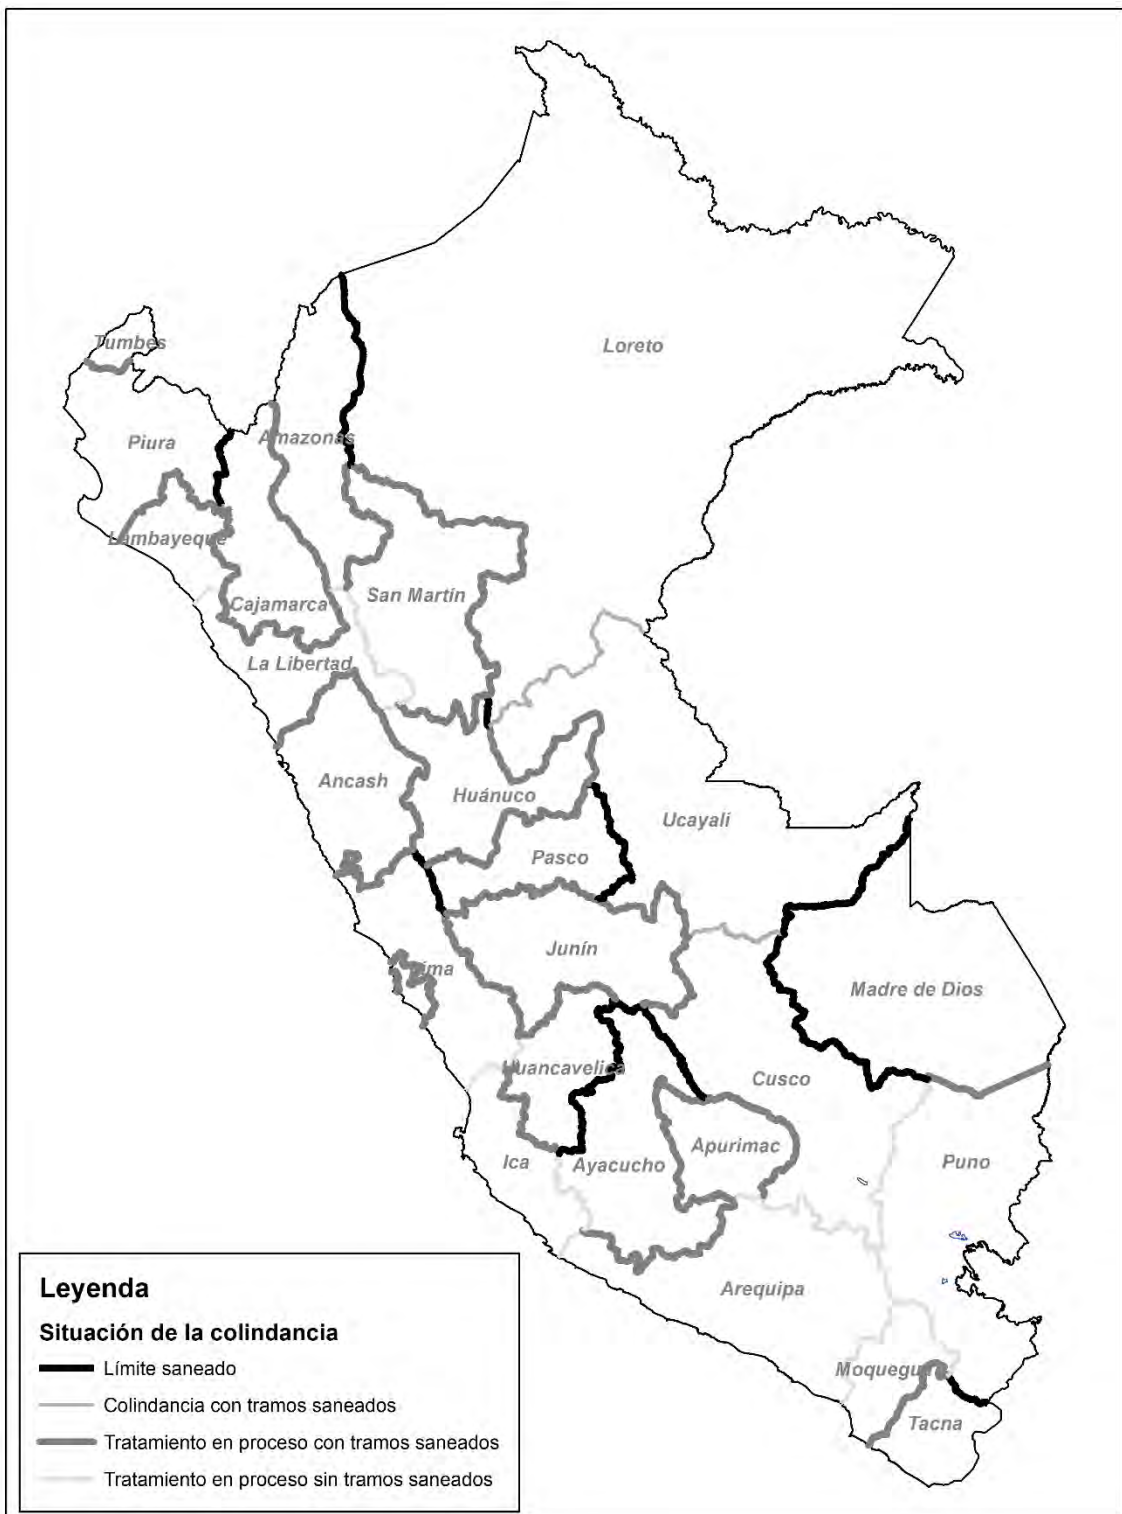 Loreto
Tumbes
Amazonas
Piura
Lambayeque
San Martín
Cajamarca
La Libertad
Ancash
Huánuco
Ucayali
Pasco
Junín
Lima
Madre de Dios
Huancavelica
Cusco
Apurimac
Ica
Ayacucho
Puno
Arequipa
Moquegua
Tacna
Leyenda
Situación de la colindancia
Límite saneado
Colindancia con tramos saneados
Tratamiento en proceso con tramos saneados
Tratamiento en proceso sin tramos saneados